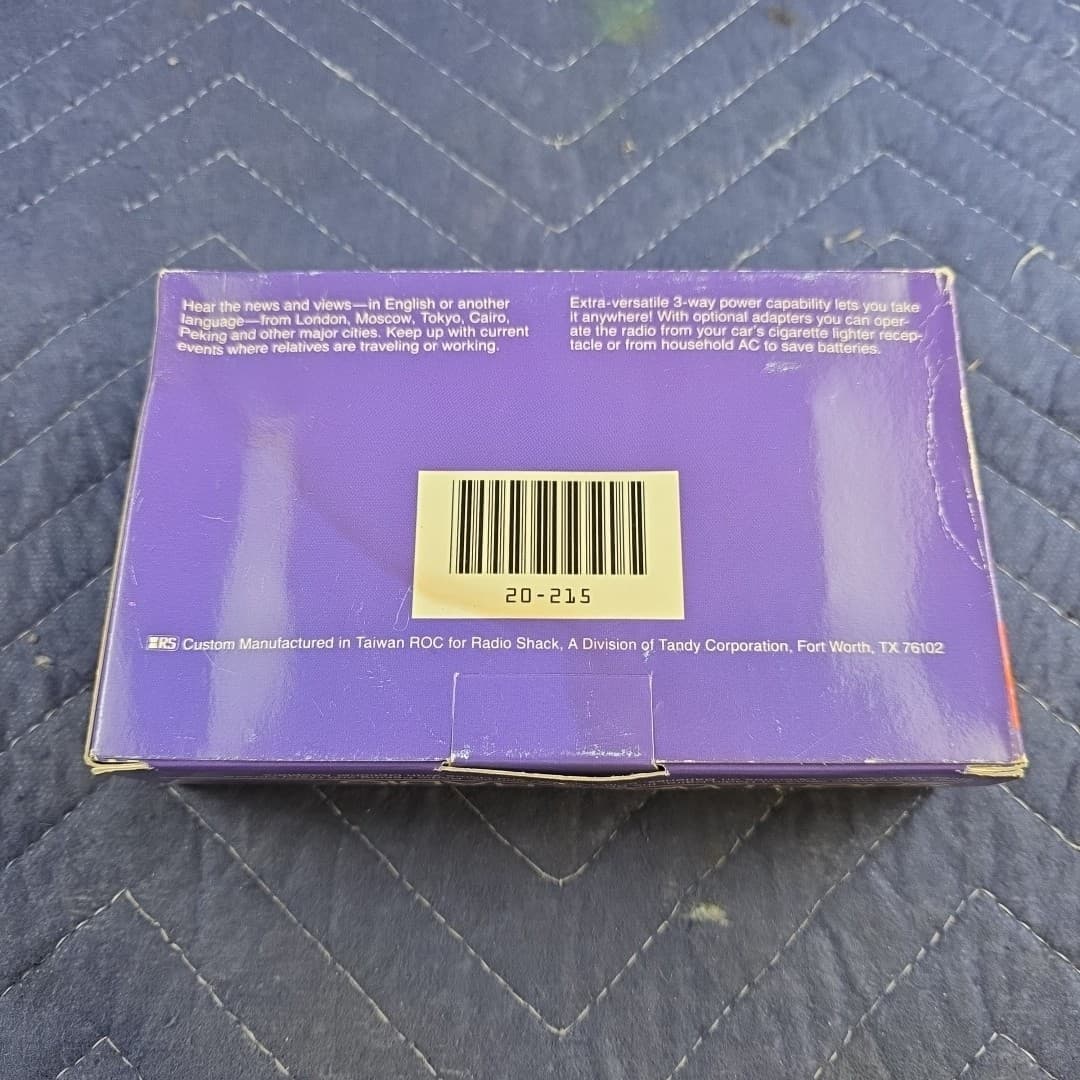 Hear the news and views—in English or another
language—from London, Moscow, Tokyo, Cairo,
Peking and other major cities. Keep up with current
events where relatives are traveling or working.
Extra-versatile 3-way power capability lets you take
it anywhere! With optional adapters you can oper-
ate the radio from your car's cigarette lighter recep-
tacle or from household AC to save batteries.
20-215
RS Custom Manufactured in Taiwan ROC for Radio Shack, A Division of Tandy Corporation, Fort Worth, TX 76102